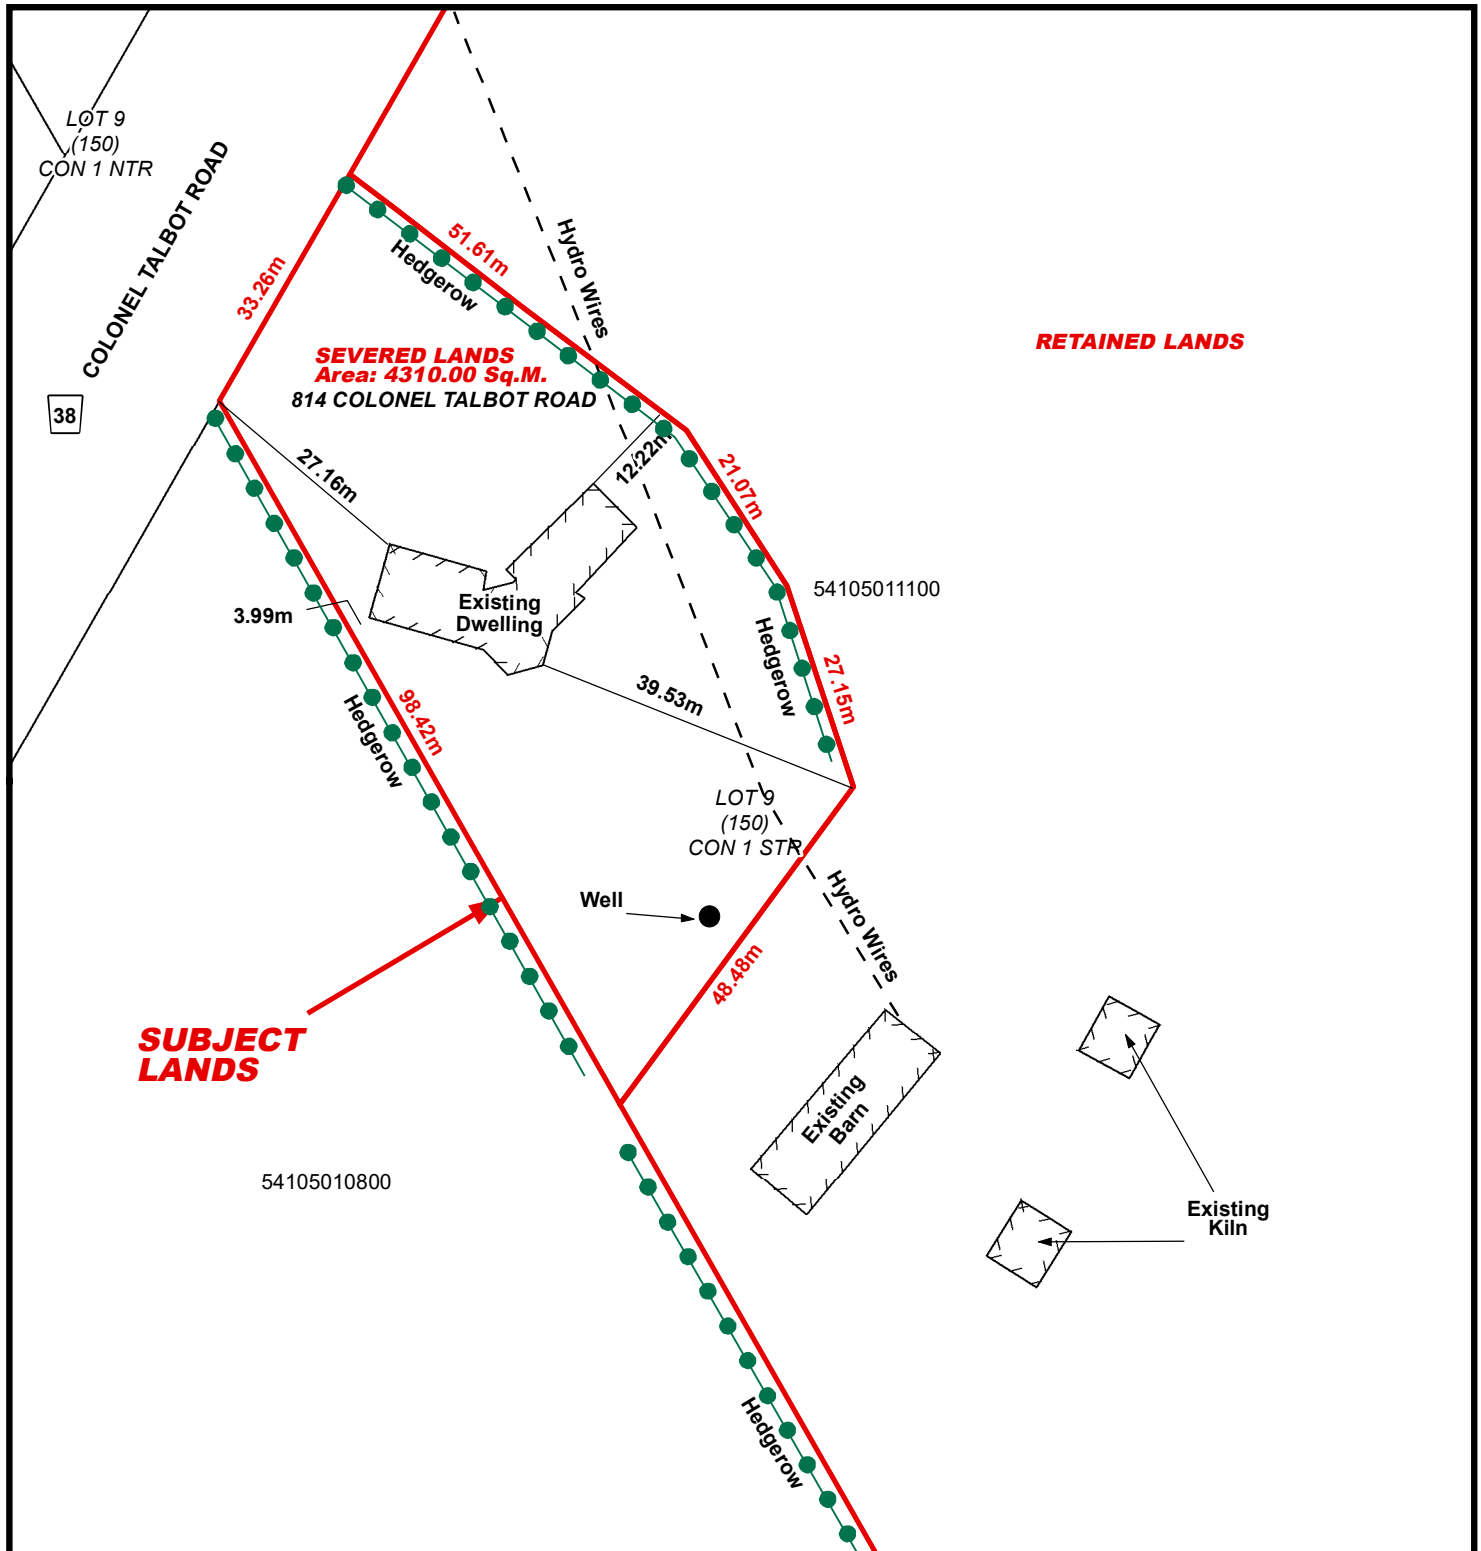 LOT 9
(150)
CON 1 NTR
COLONEL TALBOT ROAD
38
33.26m
51.61m
Hedgerow
Hydro Wires
SEVERED LANDS
Area: 4310.00 Sq.M.
814 COLONEL TALBOT ROAD
RETAINED LANDS
27.16m
12.22m
21.07m
54105011100
Existing
Dwelling
3.99m
Hedgerow
27.15m
39.53m
98.42m
Hedgerow
LOT 9
(150)
CON 1 STR
Well
Hydro Wires
48.48m
SUBJECT
LANDS
Existing
Barn
54105010800
Existing
Kiln
Hedgerow